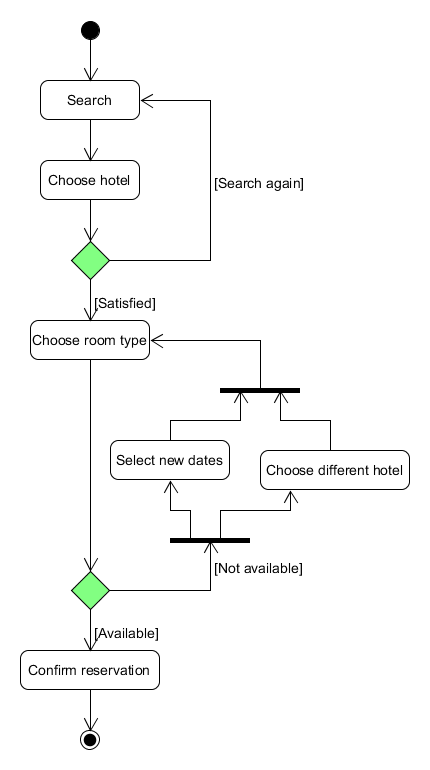 Search
Choose hotel
[Search again]
[Satisfied]
Choose room type
Select new dates
Choose different hotel
[Not available]
[Available]
Confirm reservation